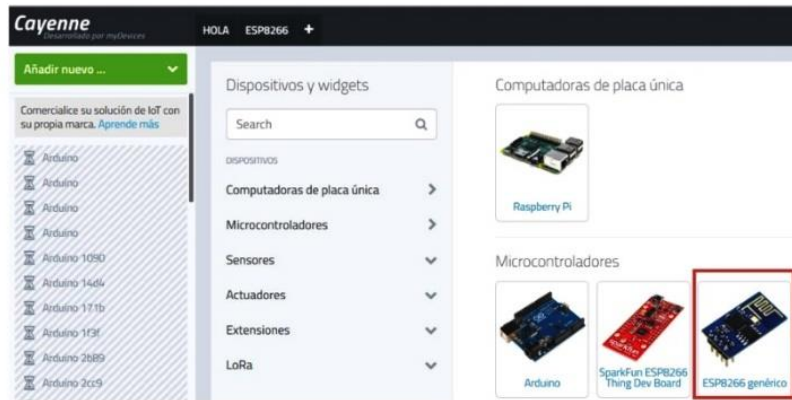 Cayenne
Desarrollado por myDevices
HOLA ESP8266 +
Añadir nuevo ...
Comercialice su solución de IoT con
su propia marca. Aprende más
Arduino
Arduino
Arduino
Arduino
Arduino 1090
Arduino 14d4
Arduino 171b
Arduino 1f3f
Arduino 2b89
Arduino 2cc9
Dispositivos y widgets
Search
DISPOSITIVOS
Computadoras de placa única
Microcontroladores
Sensores
Actuadores
Extensiones
LoRa
Computadoras de placa única
Raspberry Pi
Microcontroladores
Arduino
SparkFun ESP8266
Thing Dev Board
ESP8266 genérico